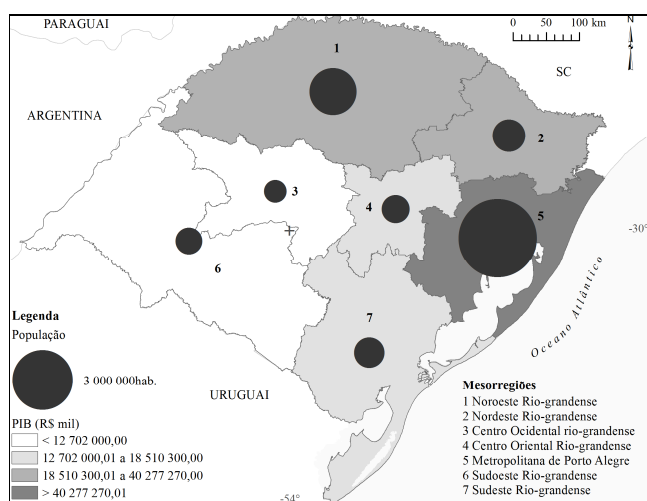 PARAGUAI
0 50 100 km
N
1
SC
ARGENTINA
2
3
4
5
6
-30°
7
Oceano Atlântico
URUGUAI
-54°
Legenda
População
3 000 000hab.
PIB (R$ mil)
< 12 702 000,00
12 702 000,01 a 18 510 300,00
18 510 300,01 a 40 277 270,00
> 40 277 270,01
Mesorregiões
1 Noroeste Rio-grandense
2 Nordeste Rio-grandense
3 Centro Ocidental rio-grandense
4 Centro Oriental Rio-grandense
5 Metropolitana de Porto Alegre
6 Sudoeste Rio-grandense
7 Sudeste Rio-grandense